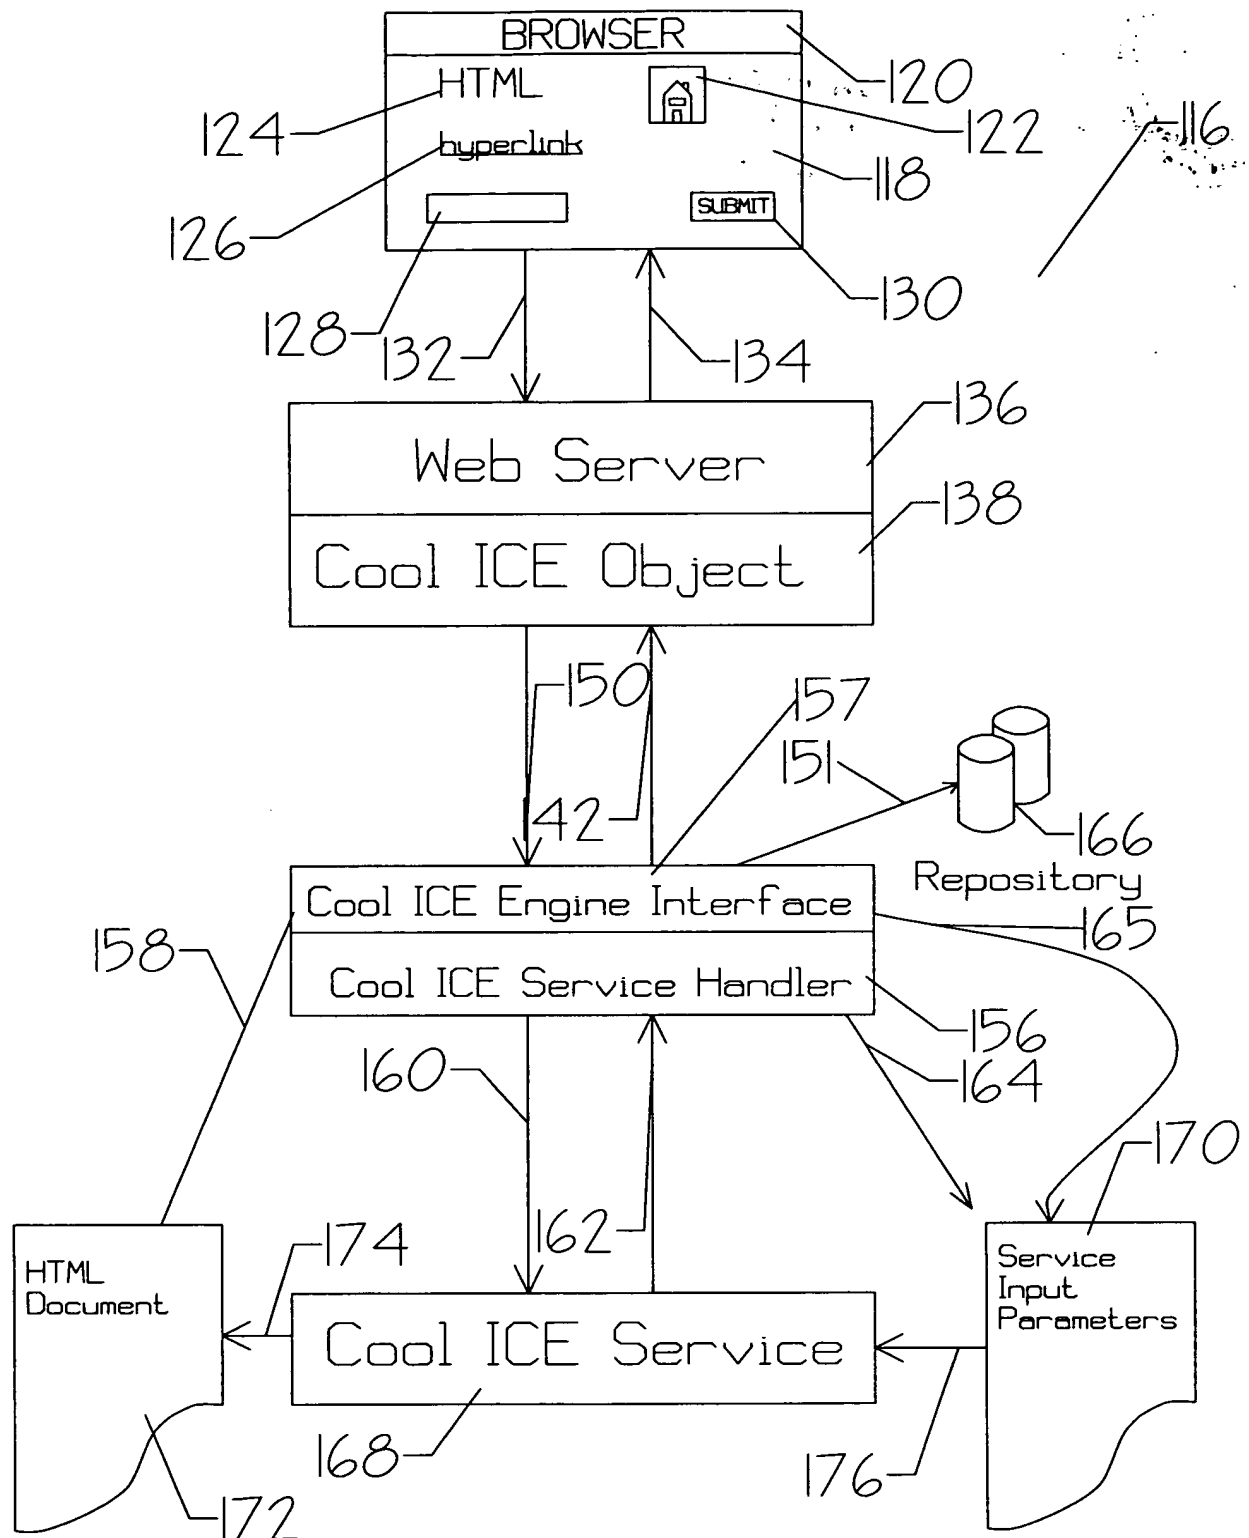 BROWSER
120
HTML
124
122
116
hyperlink
118
126
SUBMIT
130
128
132
134
136
Web Server
138
Cool ICE Object
150
157
151
142
166
Repository
Cool ICE Engine Interface
165
158
Cool ICE Service Handler
156
160
164
170
162
174
Service
HTML
Input
Document
Parameters
Cool ICE Service
168
176
172